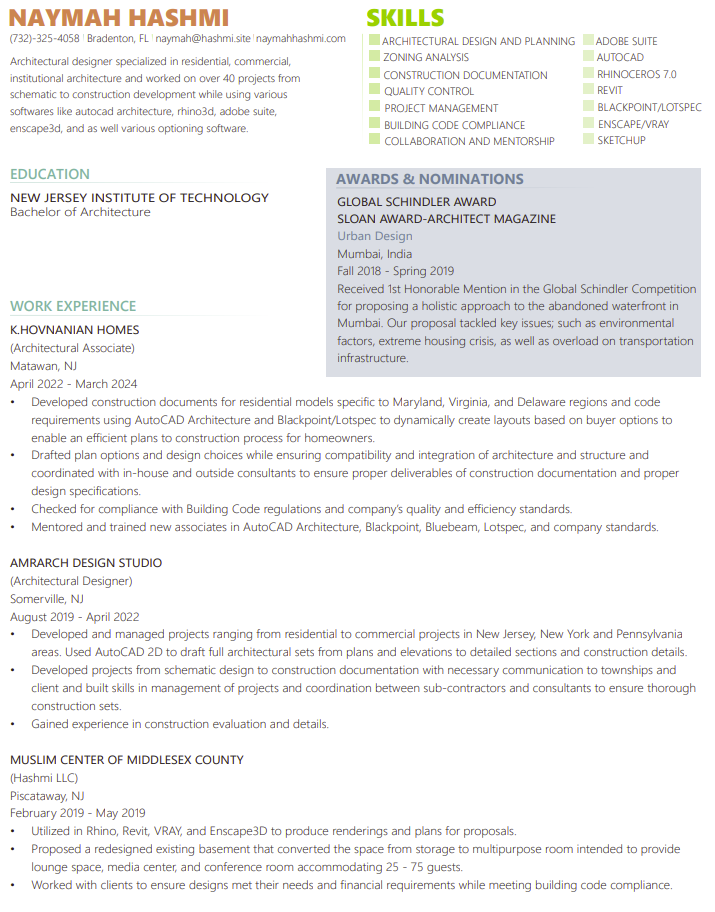 NAYMAH HASHMI
(732)-325-4058 | Bradenton, FL | naymah@hashmi.site | naymahhashmi.com
Architectural designer specialized in residential, commercial,
institutional architecture and worked on over 40 projects from
schematic to construction development while using various
softwares like autocad architecture, rhino3d, adobe suite,
enscape3d, and as well various optioning software.
SKILLS
ARCHITECTURAL DESIGN AND PLANNING
ZONING ANALYSIS
CONSTRUCTION DOCUMENTATION
QUALITY CONTROL
PROJECT MANAGEMENT
BUILDING CODE COMPLIANCE
COLLABORATION AND MENTORSHIP
ADOBE SUITE
AUTOCAD
RHINOCEROS 7.0
REVIT
BLACKPOINT/LOTSPEC
ENSCAPE/VRAY
SKETCHUP
EDUCATION
NEW JERSEY INSTITUTE OF TECHNOLOGY
Bachelor of Architecture
AWARDS & NOMINATIONS
GLOBAL SCHINDLER AWARD
SLOAN AWARD-ARCHITECT MAGAZINE
Urban Design
Mumbai, India
Fall 2018 - Spring 2019
Received 1st Honorable Mention in the Global Schindler Competition
for proposing a holistic approach to the abandoned waterfront in
Mumbai. Our proposal tackled key issues; such as environmental
factors, extreme housing crisis, as well as overload on transportation
infrastructure.
WORK EXPERIENCE
K.HOVNANIAN HOMES
(Architectural Associate)
Matawan, NJ
April 2022 - March 2024
• Developed construction documents for residential models specific to Maryland, Virginia, and Delaware regions and code
requirements using AutoCAD Architecture and Blackpoint/Lotspec to dynamically create layouts based on buyer options to
enable an efficient plans to construction process for homeowners.
• Drafted plan options and design choices while ensuring compatibility and integration of architecture and structure and
coordinated with in-house and outside consultants to ensure proper deliverables of construction documentation and proper
design specifications.
• Checked for compliance with Building Code regulations and company's quality and efficiency standards.
• Mentored and trained new associates in AutoCAD Architecture, Blackpoint, Bluebeam, Lotspec, and company standards.
AMRARCH DESIGN STUDIO
(Architectural Designer)
Somerville, NJ
August 2019 - April 2022
• Developed and managed projects ranging from residential to commercial projects in New Jersey, New York and Pennsylvania
areas. Used AutoCAD 2D to draft full architectural sets from plans and elevations to detailed sections and construction details.
• Developed projects from schematic design to construction documentation with necessary communication to townships and
client and built skills in management of projects and coordination between sub-contractors and consultants to ensure thorough
construction sets.
• Gained experience in construction evaluation and details.
MUSLIM CENTER OF MIDDLESEX COUNTY
(Hashmi LLC)
Piscataway, NJ
February 2019 - May 2019
• Utilized in Rhino, Revit, VRAY, and Enscape3D to produce renderings and plans for proposals.
• Proposed a redesigned existing basement that converted the space from storage to multipurpose room intended to provide
lounge space, media center, and conference room accommodating 25 - 75 guests.
• Worked with clients to ensure designs met their needs and financial requirements while meeting building code compliance.